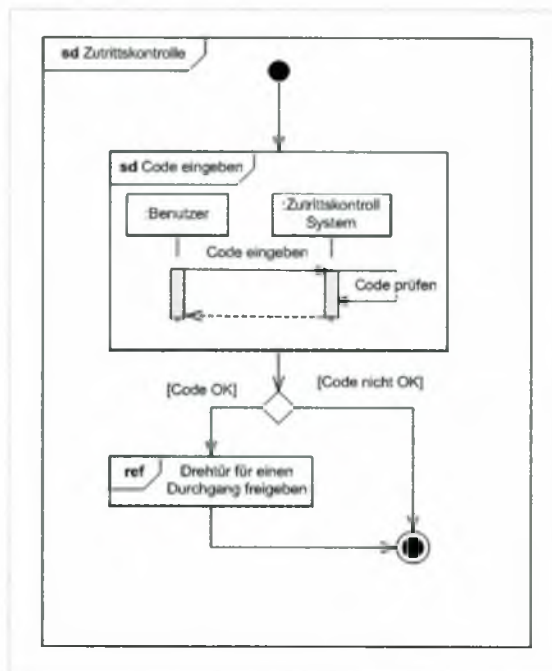 sd Zutrittskontrolle
sd Code eingeben
:Benutzer
:Zutrittskontroll
System
Code eingeben
Code prüfen
[Code OK]
[Code nicht OK]
ref
Drehtür für einen
Durchgang freigeben